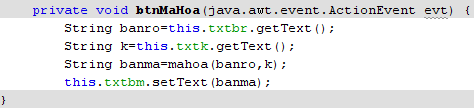 private void btnMaHoa(java.awt.event.ActionEvent evt) {
String banro=this.txtbr.getText();
String k=this.txtk.getText();
String banma=mahoa(banro,k);
this.txtbm.setText(banma);
}